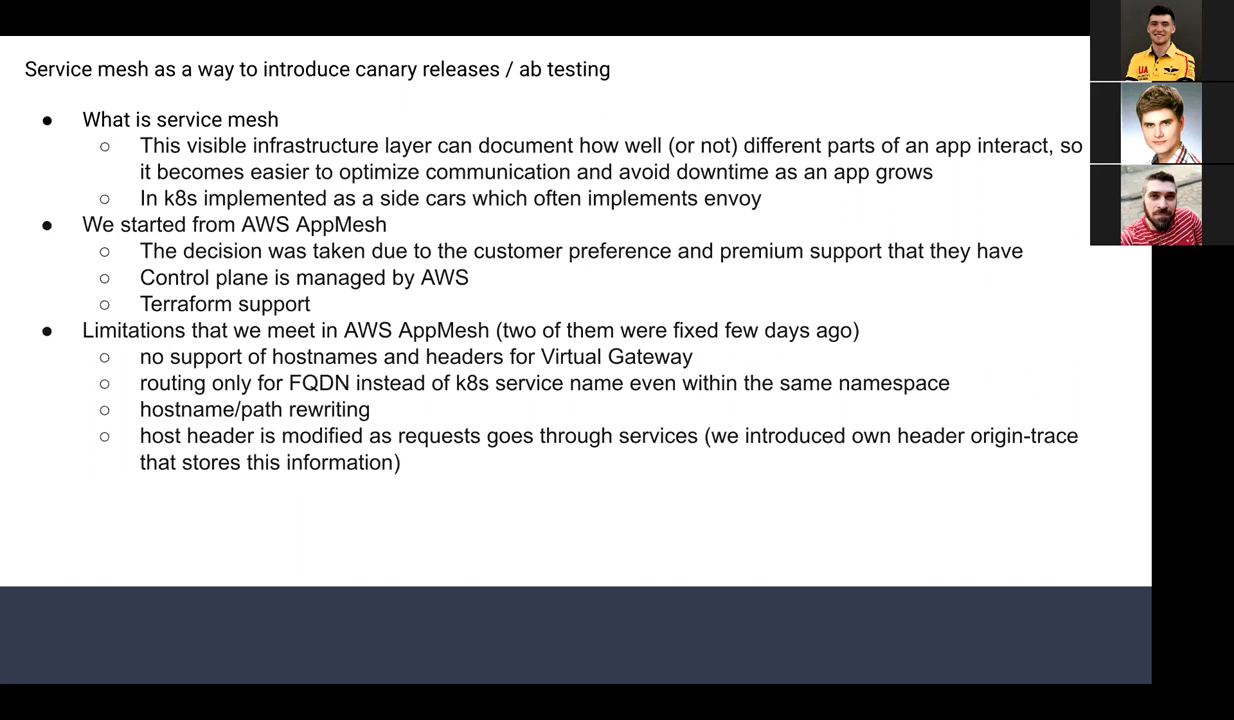 Service mesh as a way to introduce canary releases / ab testing
● What is service mesh
○ This visible infrastructure layer can document how well (or not) different parts of an app interact, so
it becomes easier to optimize communication and avoid downtime as an app grows
○ In k8s implemented as a side cars which often implements envoy
● We started from AWS AppMesh
○ The decision was taken due to the customer preference and premium support that they have
○ Control plane is managed by AWS
○ Terraform support
● Limitations that we meet in AWS AppMesh (two of them were fixed few days ago)
○ no support of hostnames and headers for Virtual Gateway
○ routing only for FQDN instead of k8s service name even within the same namespace
○ hostname/path rewriting
○ host header is modified as requests goes through services (we introduced own header origin-trace
that stores this information)
UA